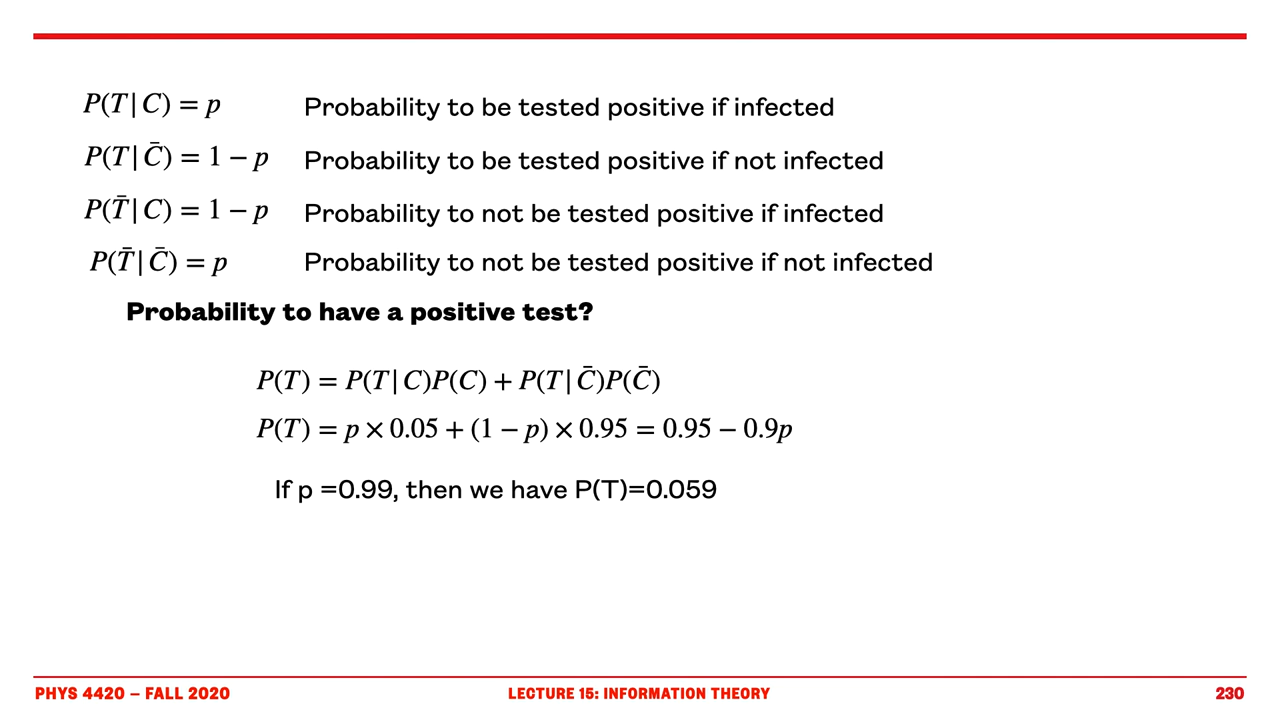 P(T|C) = p Probability to be tested positive if infected
P(T|C̄) = 1 − p Probability to be tested positive if not infected
P(T̄|C) = 1 − p Probability to not be tested positive if infected
P(T̄|C̄) = p Probability to not be tested positive if not infected
Probability to have a positive test?
P(T) = P(T|C)P(C) + P(T|C̄)P(C̄)
P(T) = p × 0.05 + (1 − p) × 0.95 = 0.95 − 0.9p
If p =0.99, then we have P(T)=0.059
PHYS 4420 – FALL 2020 LECTURE 15: INFORMATION THEORY 230